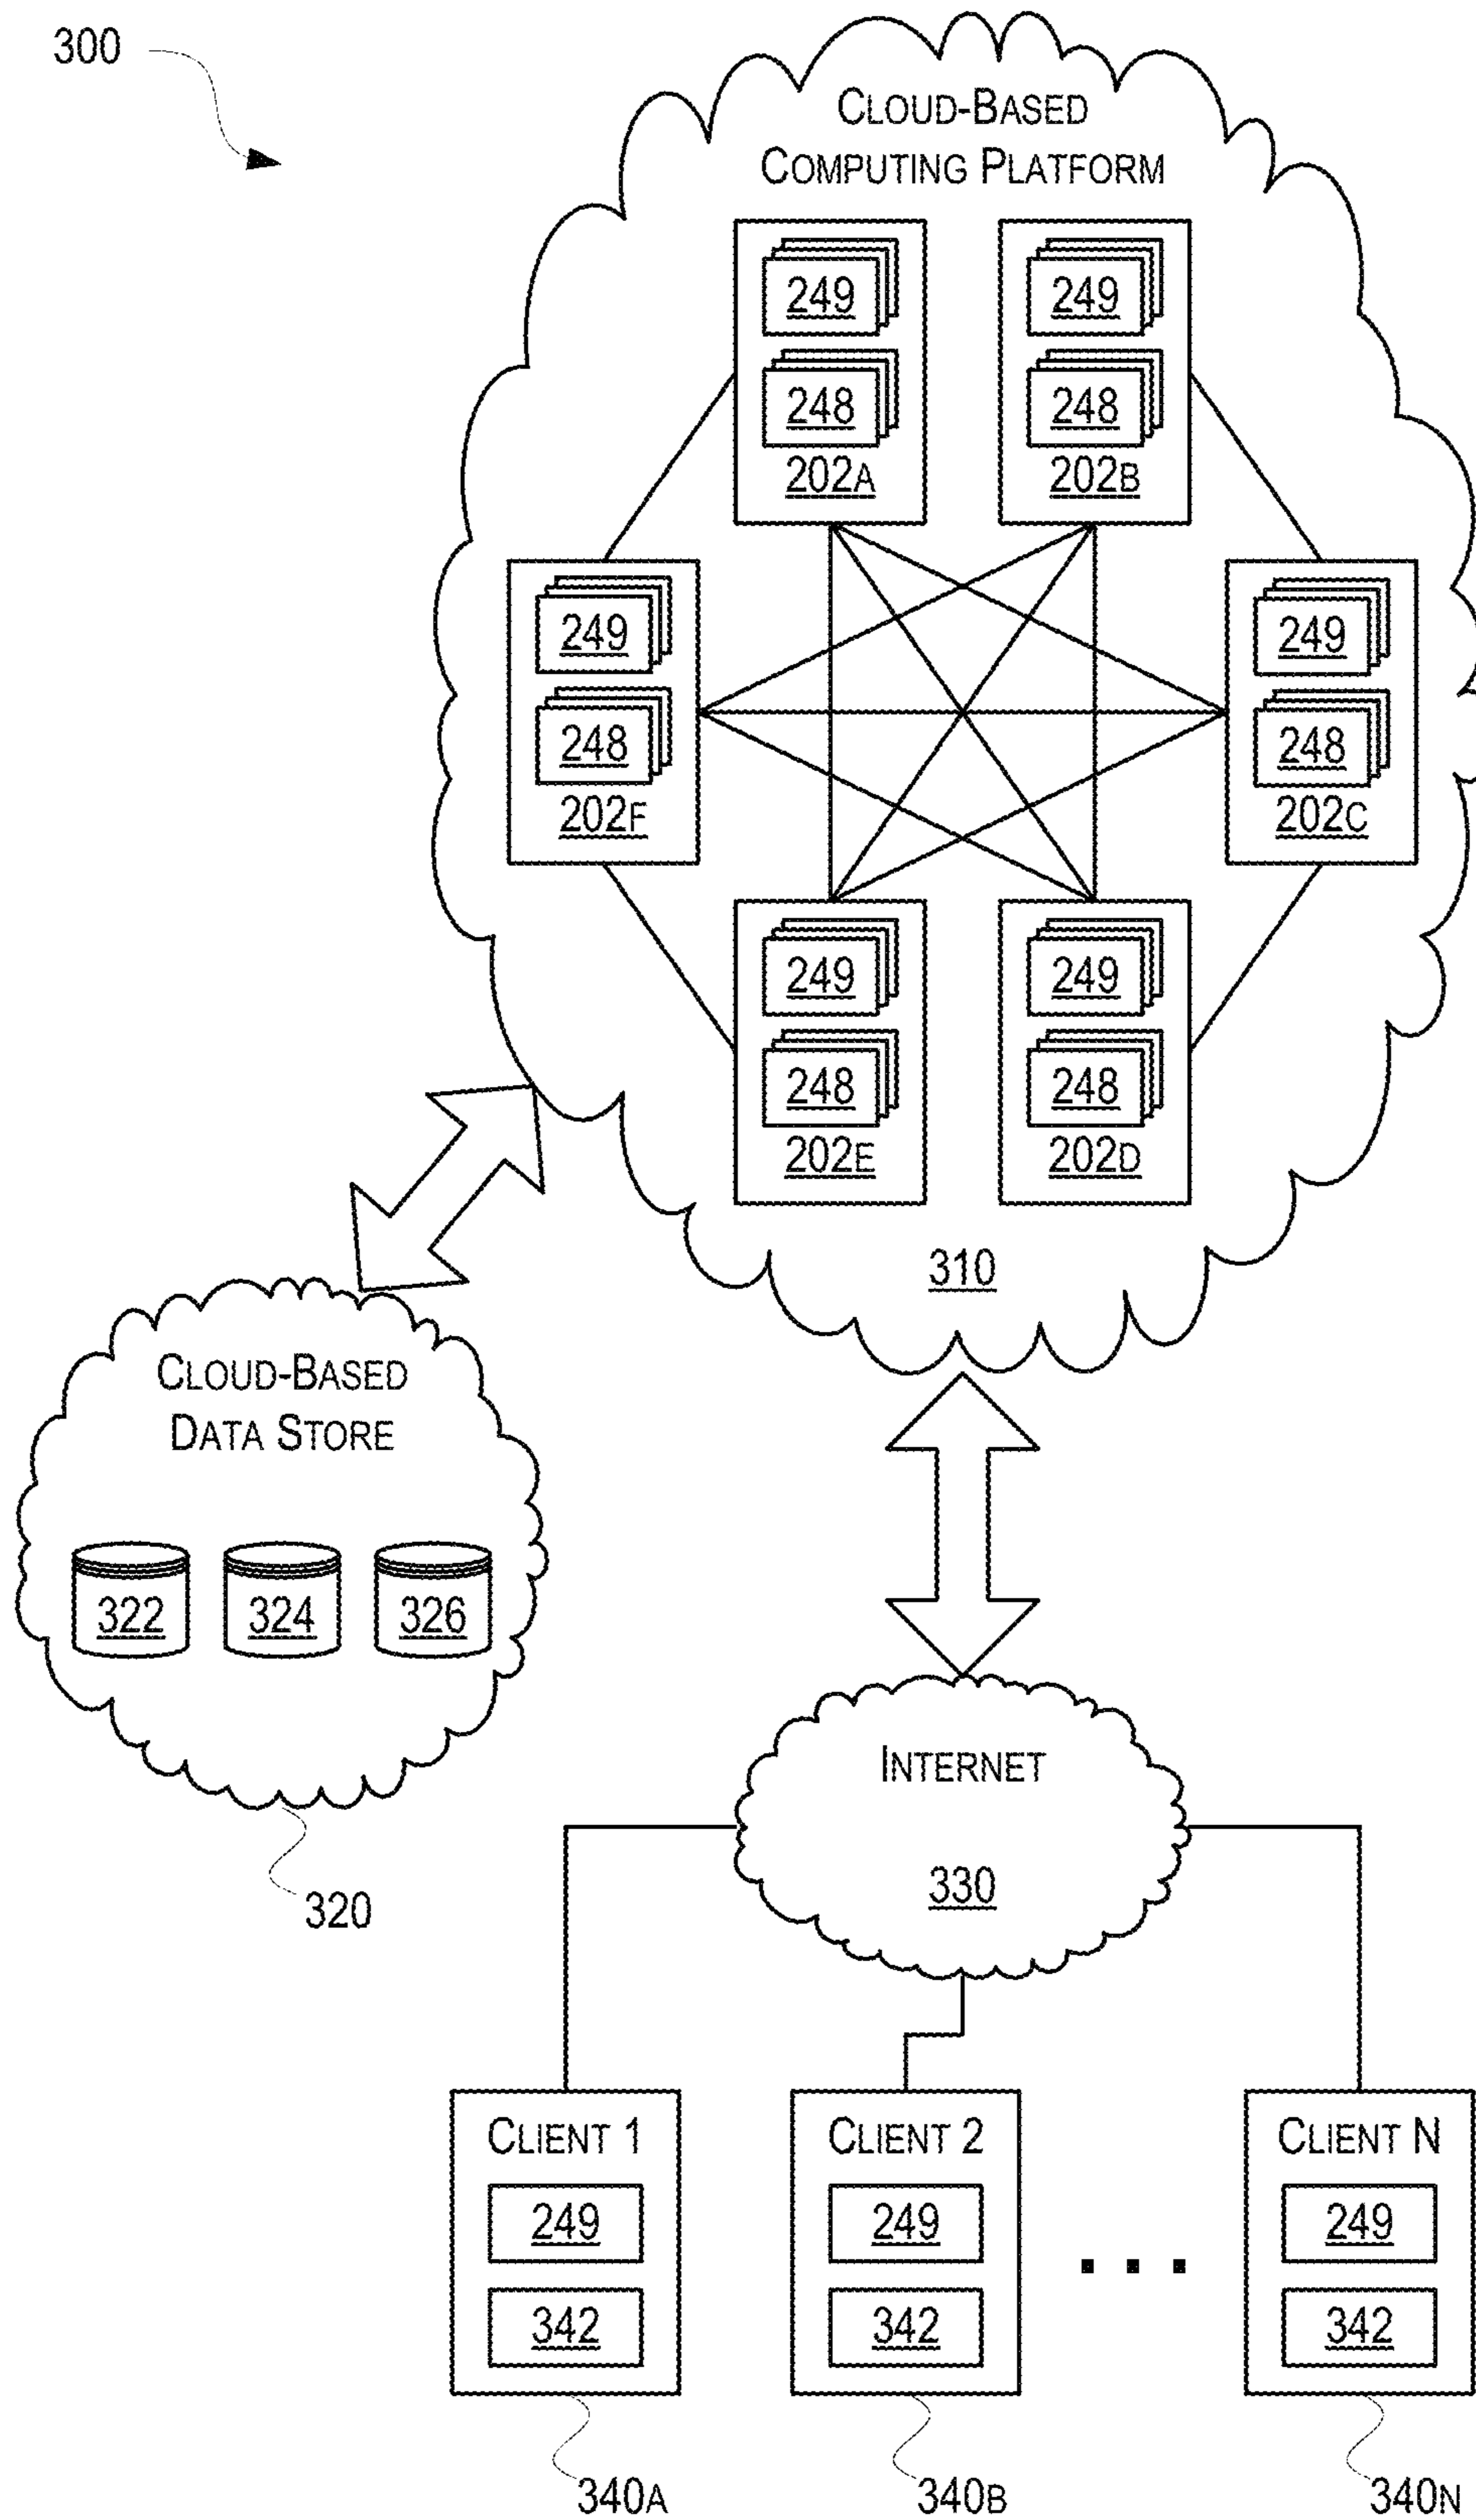 300
CLOUD-BASED
COMPUTING PLATFORM
249
249
248
248
202A
202B
249
249
248
248
202F
202C
249
249
248
248
202E
202D
310
CLOUD-BASED
DATA STORE
322
324
326
320
INTERNET
330
CLIENT 1
CLIENT 2
CLIENT N
249
249
249
...
342
342
342
340A
340B
340N